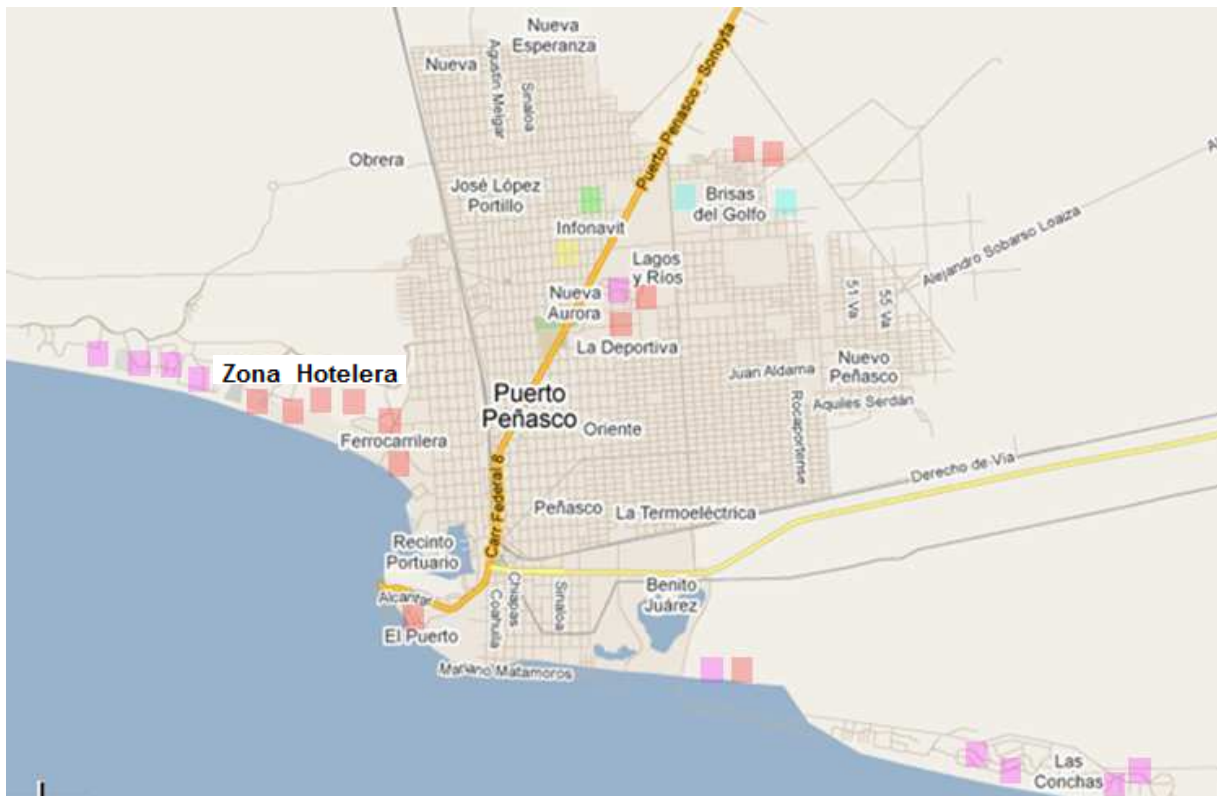 Nueva
Esperanza
Nueva
Agustin Melgar
Sinaloa
Puerto Peñasco - Sonoyta
Obrera
José López
Portillo
Brisas
del Golfo
Infonavit
Lagos
y Ríos
Alejandro Sobarso Loaiza
Nueva
Aurora
51 Va
55 Va
La Deportiva
Zona Hotelera
Nuevo
Peñasco
Juan Aldama
Puerto
Peñasco
Aquiles Serdán
Rocaportense
Oriente
Ferrocarrilera
Carr Federal 8
Derecho de Via
Peñasco
La Termoeléctrica
Recinto
Portuario
Chiapas
Coahuila
Sinaloa
Benito
Juárez
Alcantar
El Puerto
Mariano Matamoros
Las
Conchas